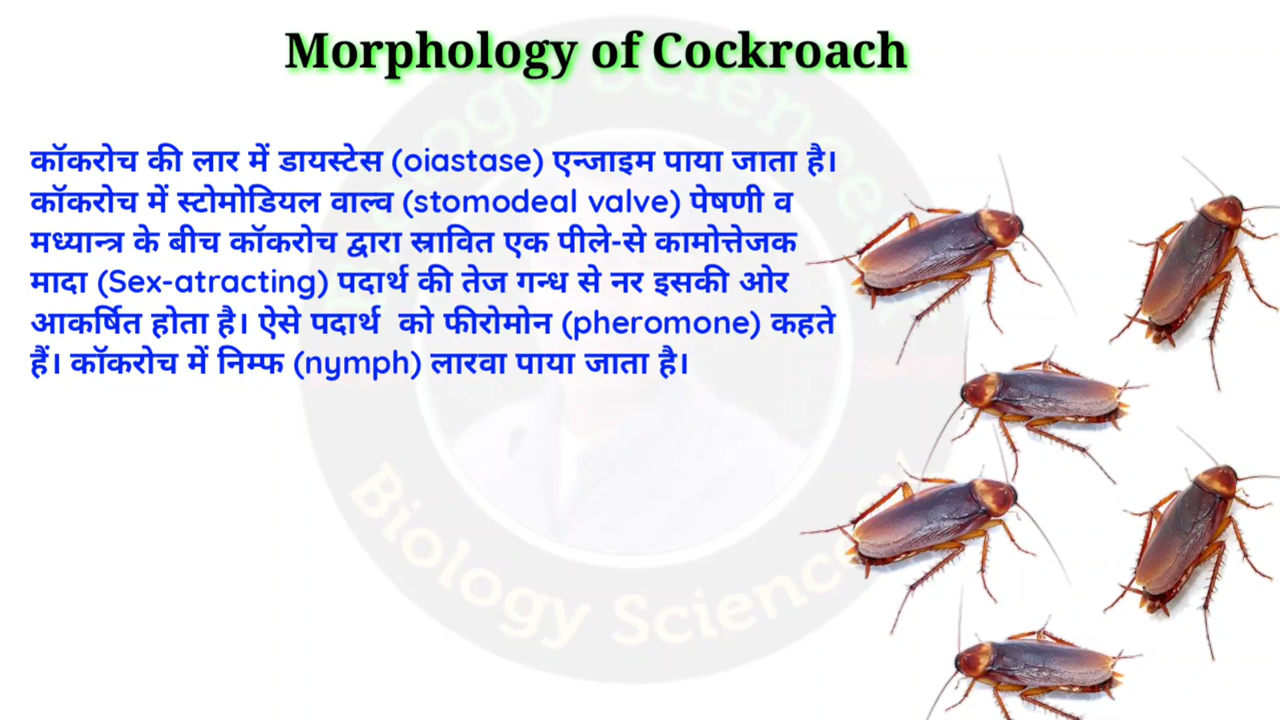 Morphology of Cockroach
कॉकरोच की लार में डायस्टेस (oiastase) एन्जाइम पाया जाता है।
कॉकरोच में स्टोमोडियल वाल्व (stomodeal valve) पेषणी व
मध्यान्त्र के बीच कॉकरोच द्वारा स्रावित एक पीले-से कामोत्तेजक
मादा (Sex-atracting) पदार्थ की तेज गन्ध से नर इसकी ओर
आकर्षित होता है। ऐसे पदार्थ को फीरोमोन (pheromone) कहते
हैं। कॉकरोच में निम्फ (nymph) लारवा पाया जाता है।
Biology Sciences